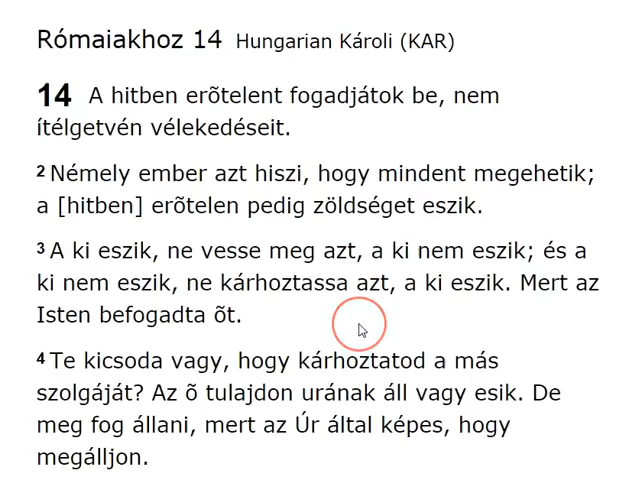 Rómaiakhoz 14 Hungarian Károli (KAR)
14 A hitben erõtelent fogadjátok be, nem
ítélgetvén vélekedéseit.
2 Némely ember azt hiszi, hogy mindent megehetik;
a [hitben] erõtelen pedig zöldséget eszik.
3 A ki eszik, ne vesse meg azt, a ki nem eszik; és a
ki nem eszik, ne kárhoztassa azt, a ki eszik. Mert az
Isten befogadta õt.
4 Te kicsoda vagy, hogy kárhoztatod a más
szolgáját? Az õ tulajdon urának áll vagy esik. De
meg fog állani, mert az Úr által képes, hogy
megálljon.